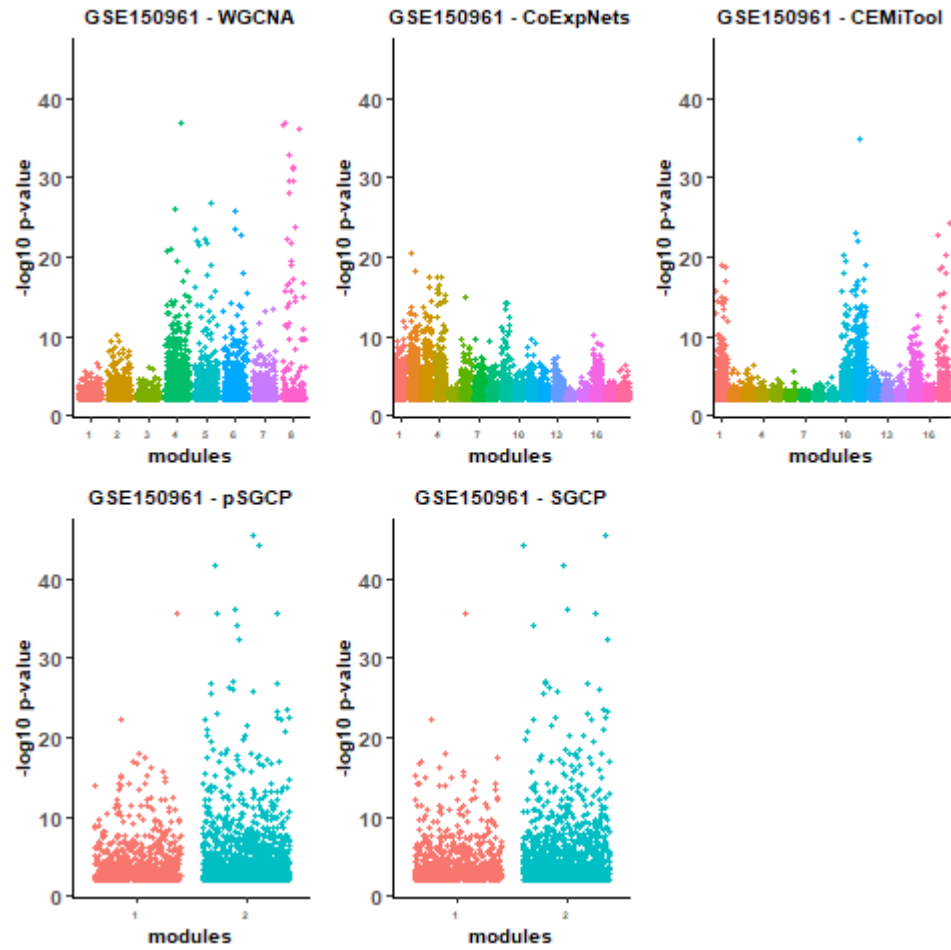 GSE150961 - WGCNA
GSE150961 - CoExpNets
GSE150961 - CEMiTool
-log10 p-value
40
30
20
10
0
1 2 3 4 5 6 7 8
modules
-log10 p-value
40
30
20
10
0
1 4 7 10 13 16
modules
-log10 p-value
40
30
20
10
0
1 4 7 10 13 16
modules
GSE150961 - pSGCP
GSE150961 - SGCP
-log10 p-value
40
30
20
10
0
1 2
modules
-log10 p-value
40
30
20
10
0
1 2
modules